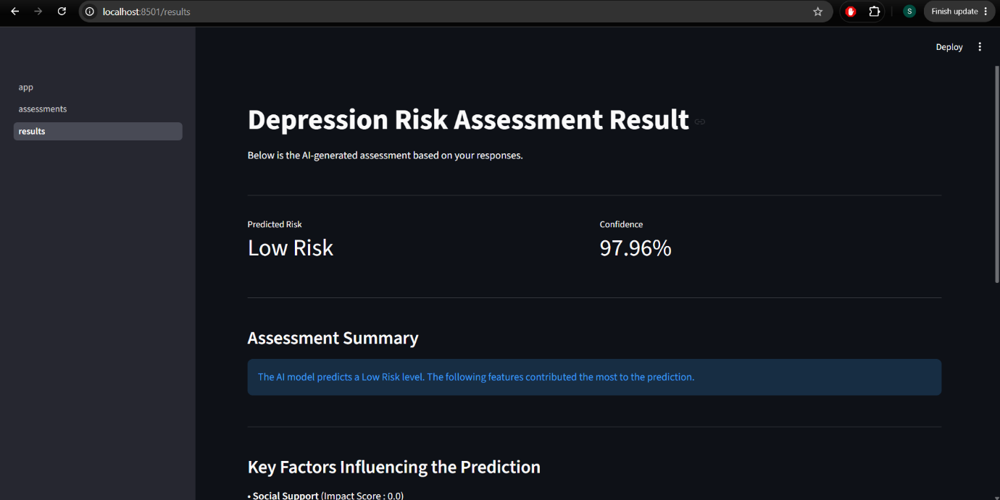 localhost:8501/results
S
Finish update
Deploy
app
assessments
results
Depression Risk Assessment Result
Below is the AI-generated assessment based on your responses.
Predicted Risk
Low Risk
Confidence
97.96%
Assessment Summary
The AI model predicts a Low Risk level. The following features contributed the most to the prediction.
Key Factors Influencing the Prediction
• Social Support (Impact Score : 0.0)